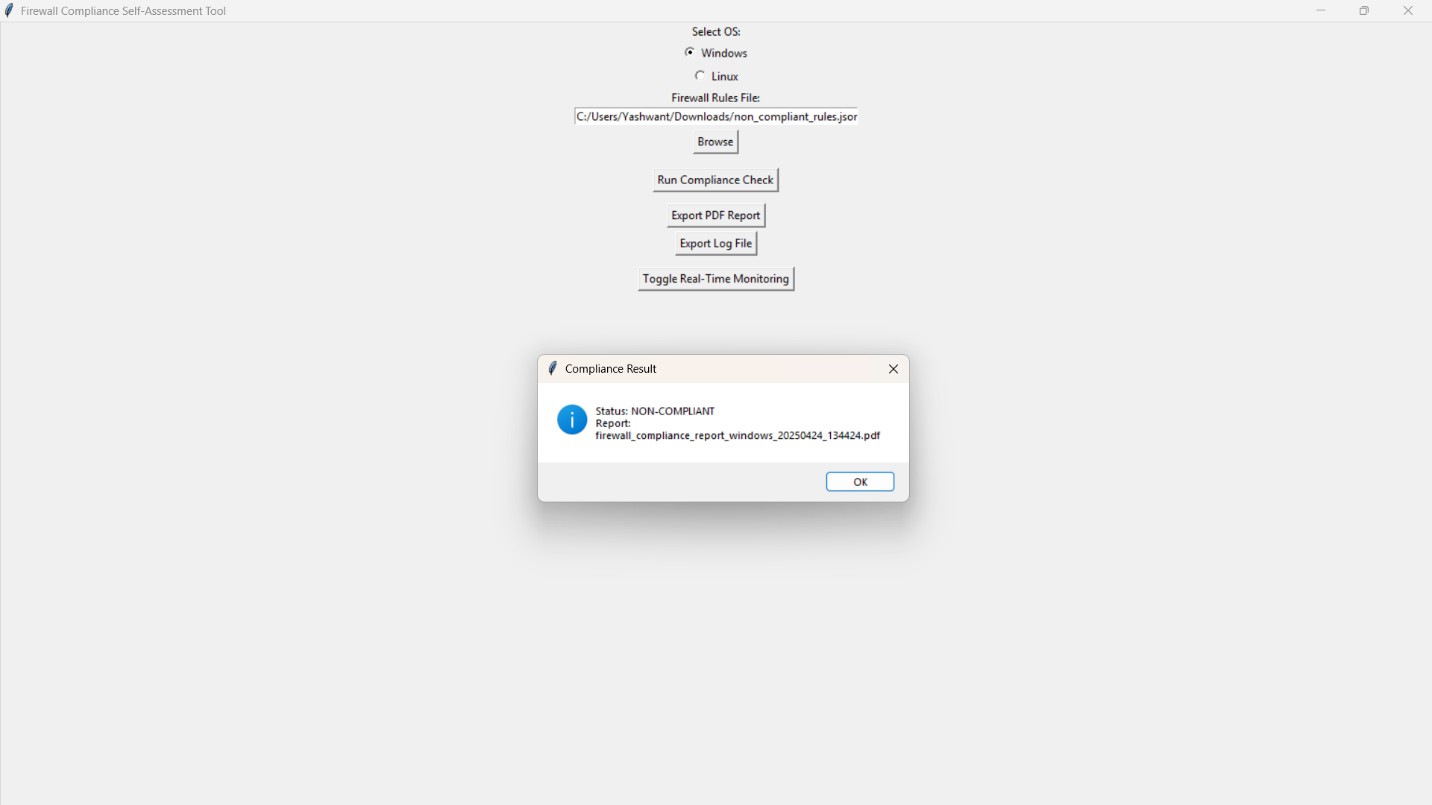 Firewall Compliance Self-Assessment Tool
Select OS:
Windows
Linux
Firewall Rules File:
C:/Users/Yashwant/Downloads/non_compliant_rules.jsor
Browse
Run Compliance Check
Export PDF Report
Export Log File
Toggle Real-Time Monitoring
Compliance Result
Status: NON-COMPLIANT
Report:
firewall_compliance_report_windows_20250424_134424.pdf
OK